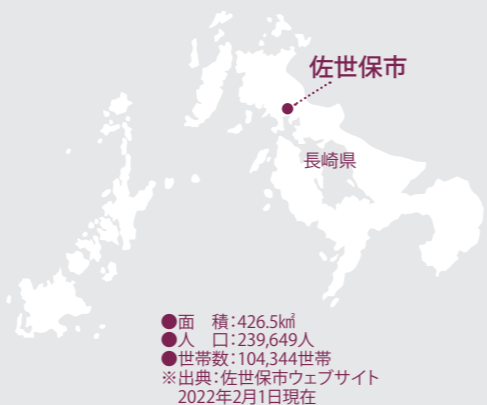 佐世保市
長崎県
●面　積：426.5㎢
●人　口：239,649人
●世帯数：104,344世帯
※出典：佐世保市ウェブサイト
2022年2月1日現在